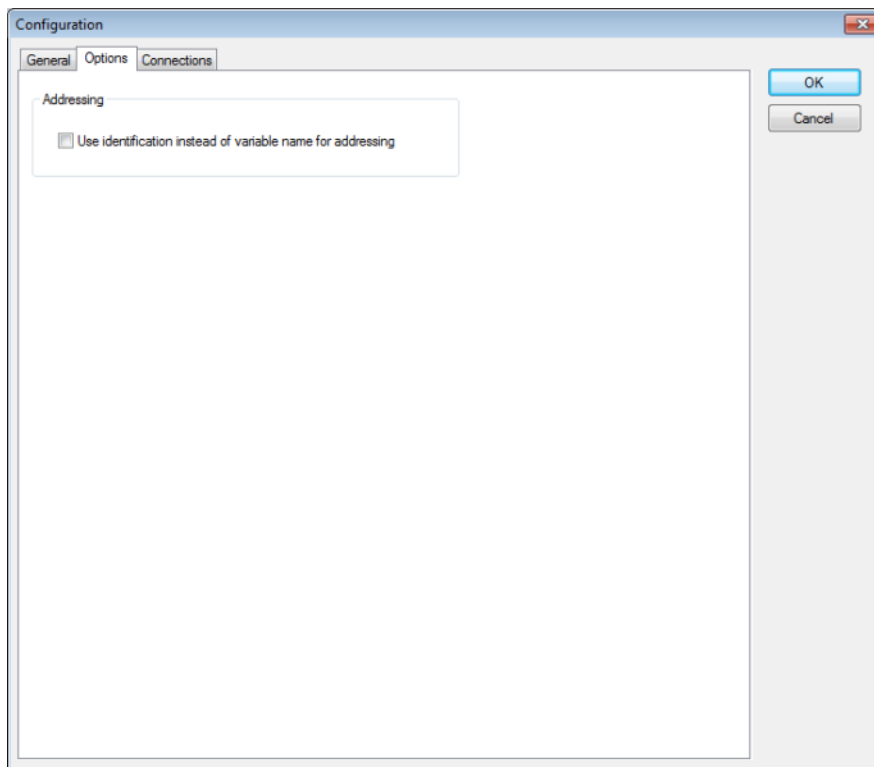 Configuration
General Options Connections
OK
Addressing
Cancel
Use identification instead of variable name for addressing